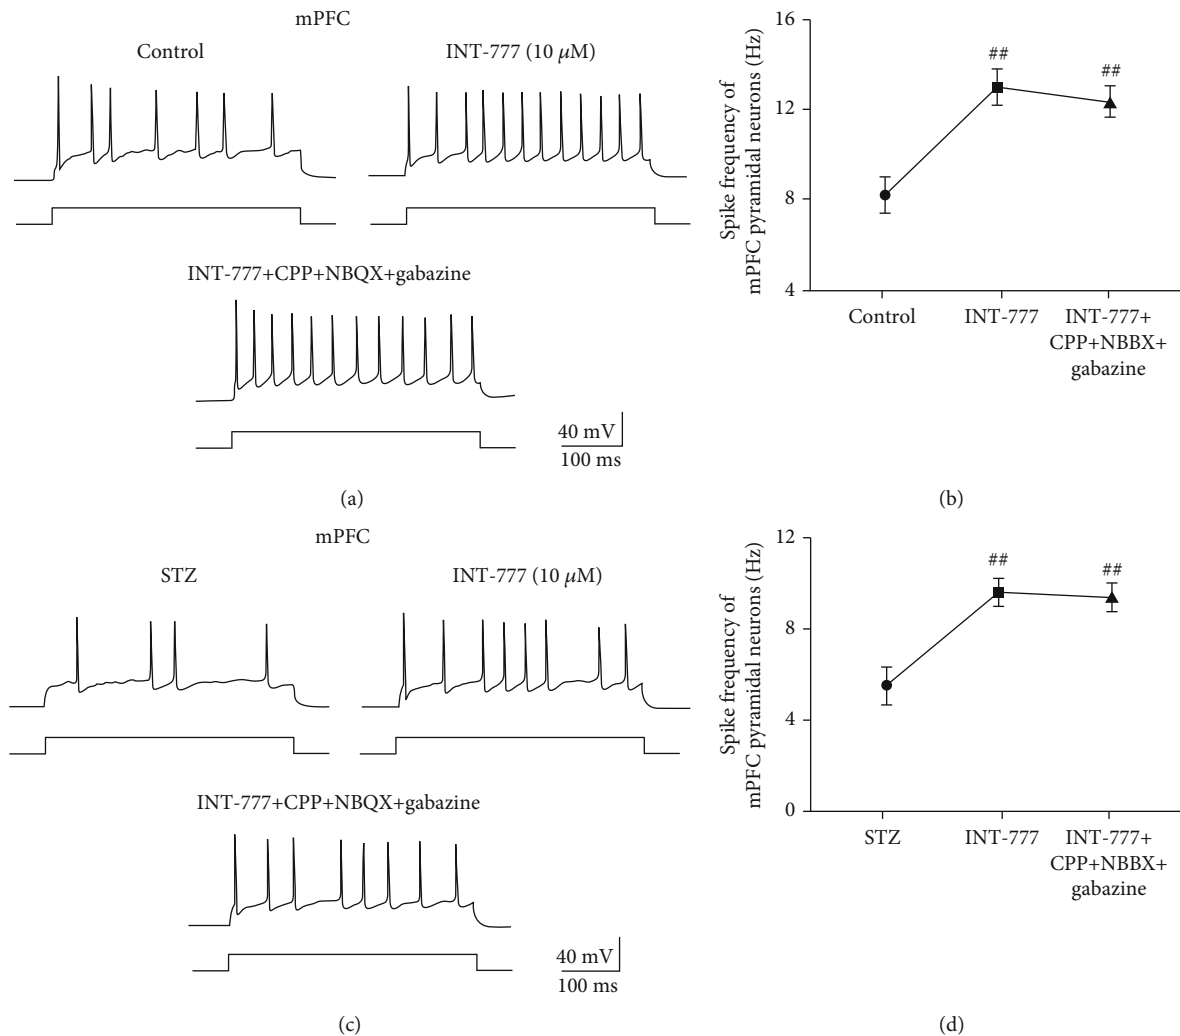 mPFC
Control
INT-777 (10 μM)
INT-777+CPP+NBQX+gabazine
40 mV
100 ms
(a)
Spike frequency of
mPFC pyramidal neurons (Hz)
16
12
8
4
##
##
Control
INT-777
INT-777+
CPP+NBBX+
gabazine
(b)
mPFC
STZ
INT-777 (10 μM)
INT-777+CPP+NBQX+gabazine
40 mV
100 ms
(c)
Spike frequency of
mPFC pyramidal neurons (Hz)
12
8
4
0
##
##
STZ
INT-777
INT-777+
CPP+NBBX+
gabazine
(d)